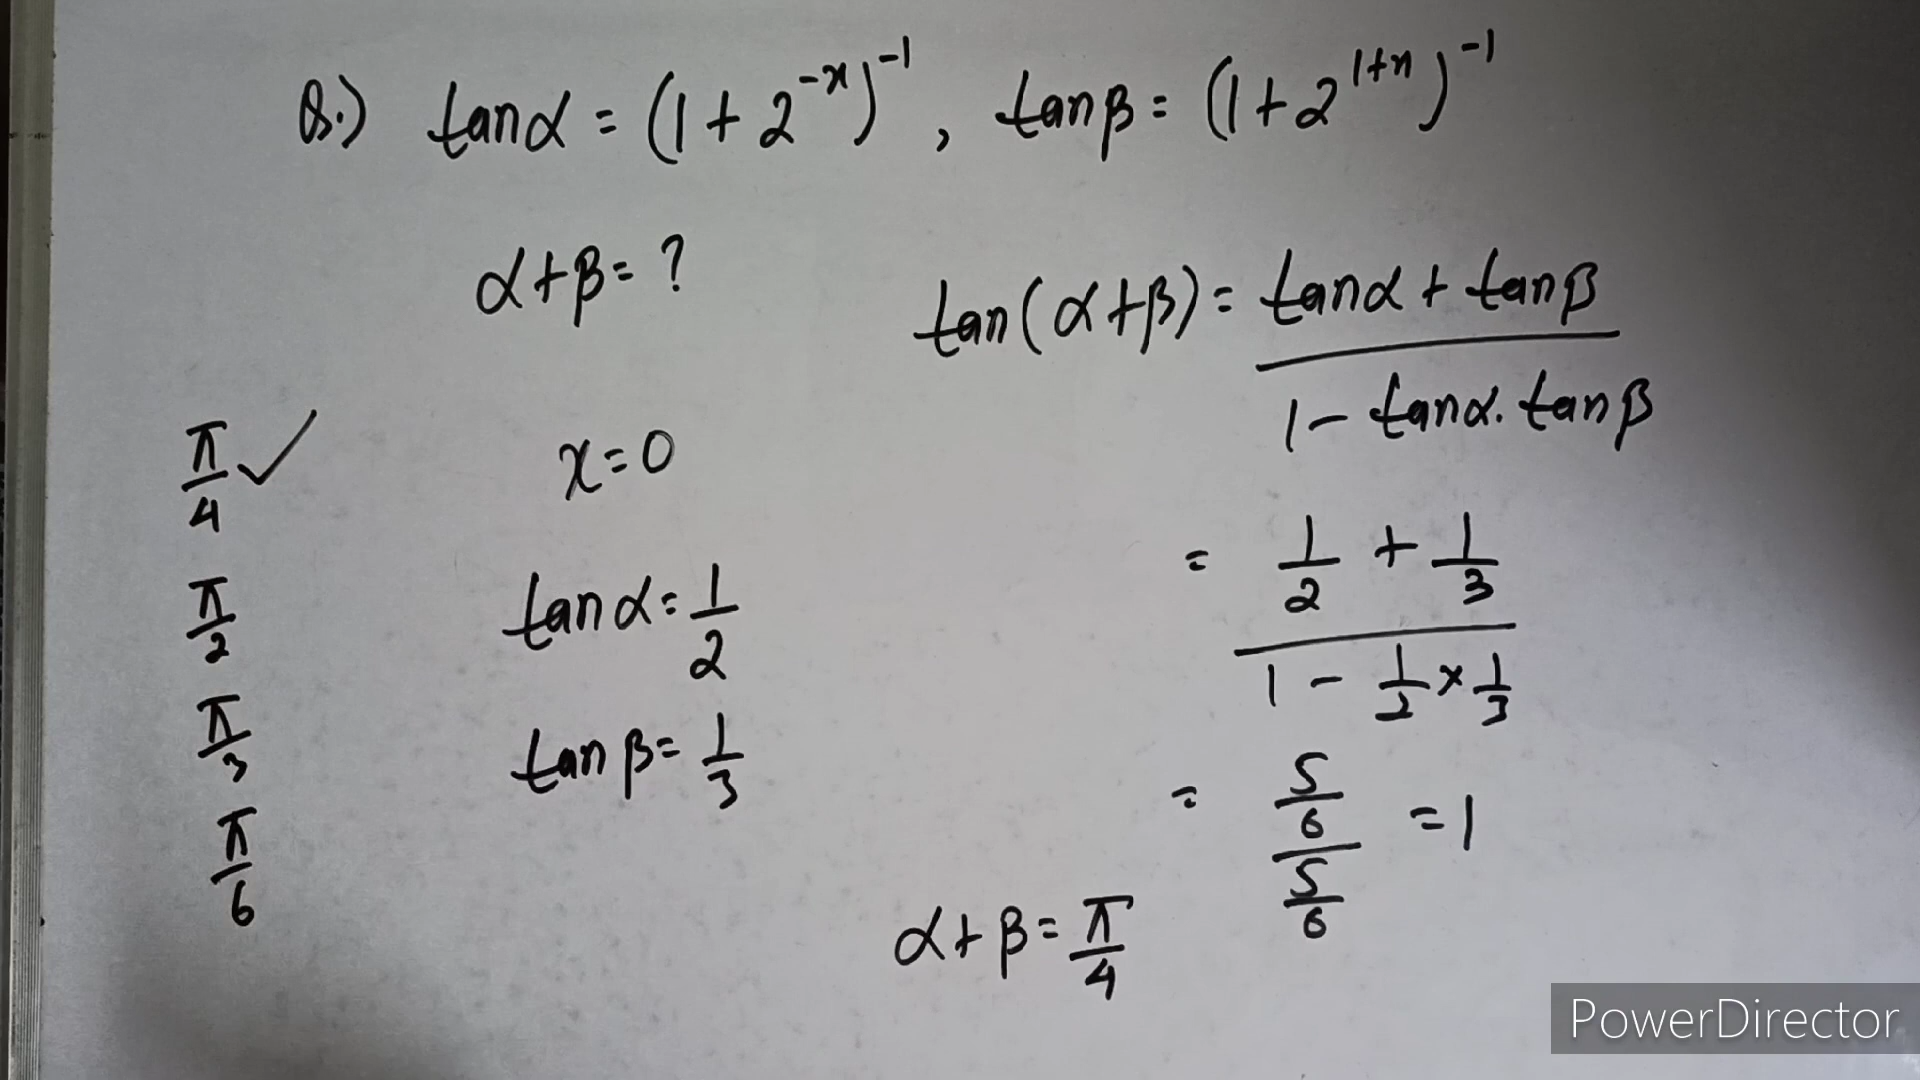 Q.) tanα = (1 + 2^-x)^-1, tanβ = (1 + 2^1+x)^-1
α+β = ?
tan(α+β) = tanα + tanβ / 1 - tanα. tanβ
π/4 ✓
π/2
π/3
π/6
x=0
tanα = 1/2
tanβ = 1/3
= 1/2 + 1/3 / 1 - 1/2 × 1/3
= 5/6 / 5/6 = 1
α+β = π/4
PowerDirector